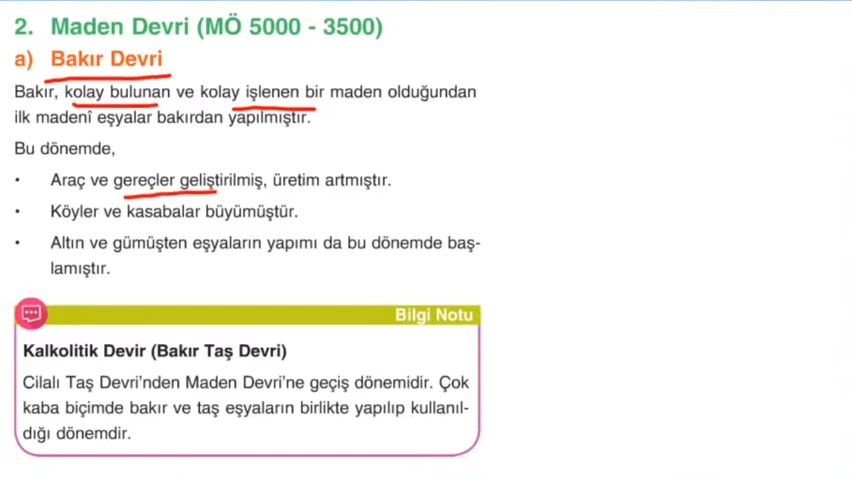 2. Maden Devri (MÖ 5000 - 3500)
a) Bakır Devri
Bakır, kolay bulunan ve kolay işlenen bir maden olduğundan
ilk madenî eşyalar bakırdan yapılmıştır.
Bu dönemde,
• Araç ve gereçler geliştirilmiş, üretim artmıştır.
• Köyler ve kasabalar büyümüştür.
• Altın ve gümüşten eşyaların yapımı da bu dönemde baş-
lamıştır.
Bilgi Notu
Kalkolitik Devir (Bakır Taş Devri)
Cilalı Taş Devri’nden Maden Devri’ne geçiş dönemidir. Çok
kaba biçimde bakır ve taş eşyaların birlikte yapılıp kullanıl-
dığı dönemdir.